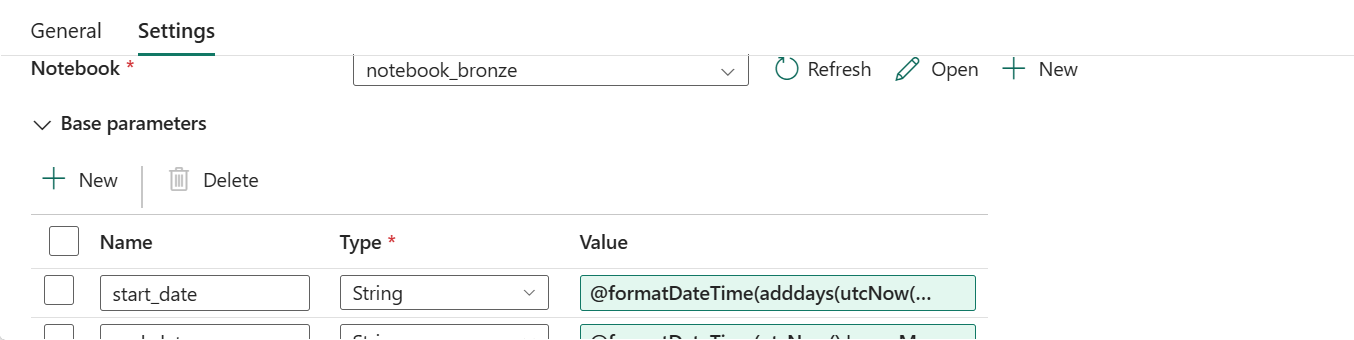 General Settings
Notebook * notebook_bronze Refresh Open New
Base parameters
New Delete
Name Type * Value
start_date String @formatDateTime(adddays(utcNow(...